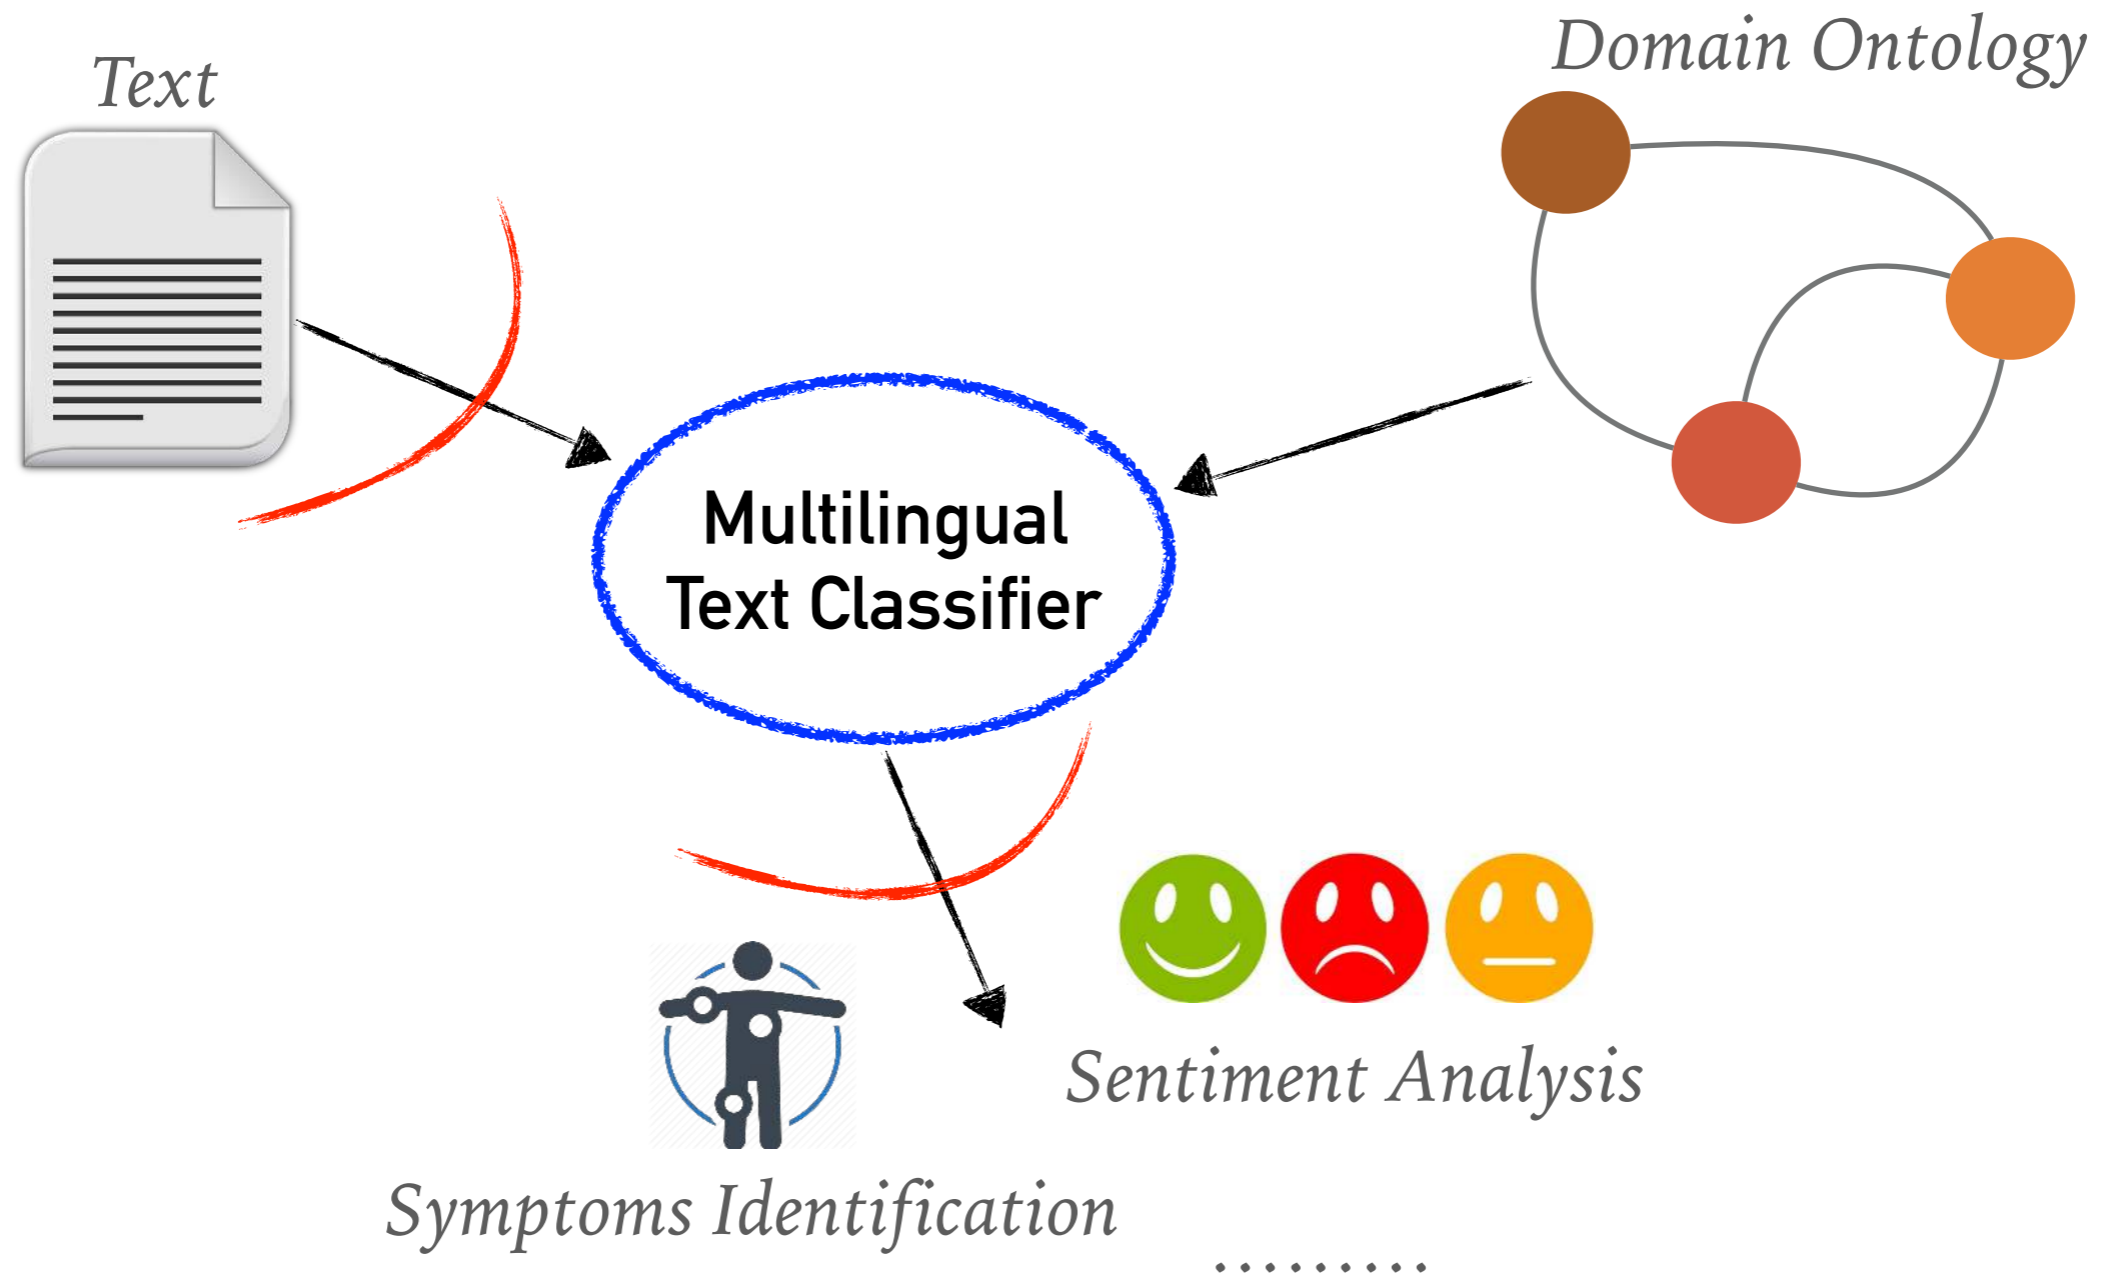 Text
Domain Ontology
Multilingual
Text Classifier
Sentiment Analysis
Symptoms Identification
.........